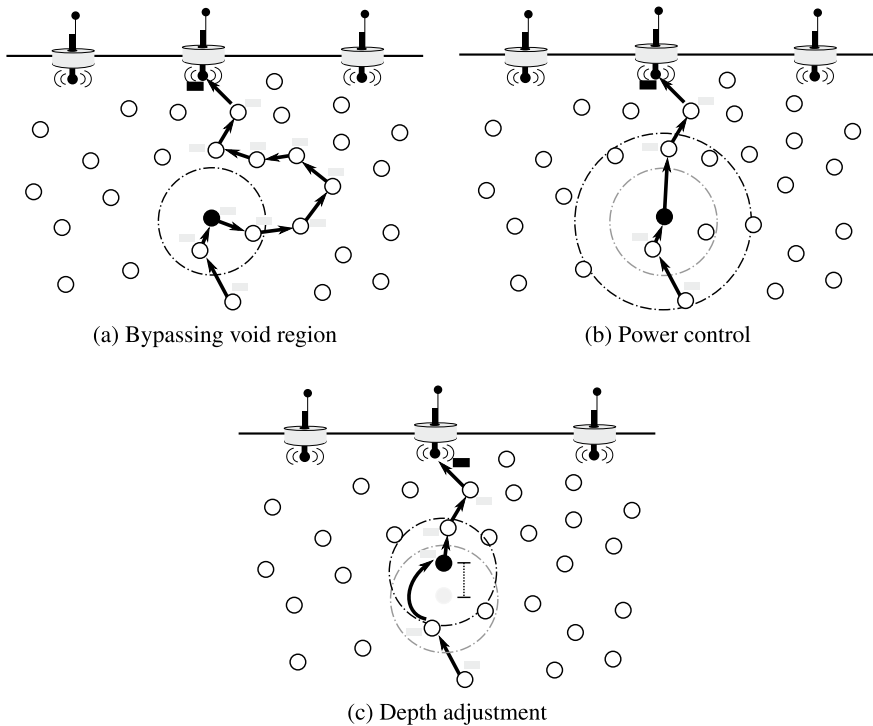 (a) Bypassing void region
(b) Power control
(c) Depth adjustment